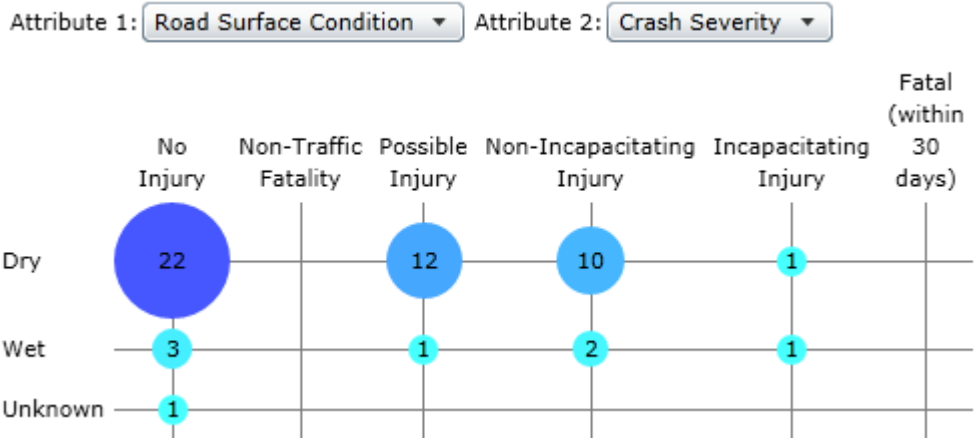 Attribute 1: Road Surface Condition Attribute 2: Crash Severity
Fatal
(within
No Non-Traffic Possible Non-Incapacitating Incapacitating 30
Injury Fatality Injury Injury Injury days)
Dry 22 12 10 1
Wet 3 1 2 1
Unknown 1